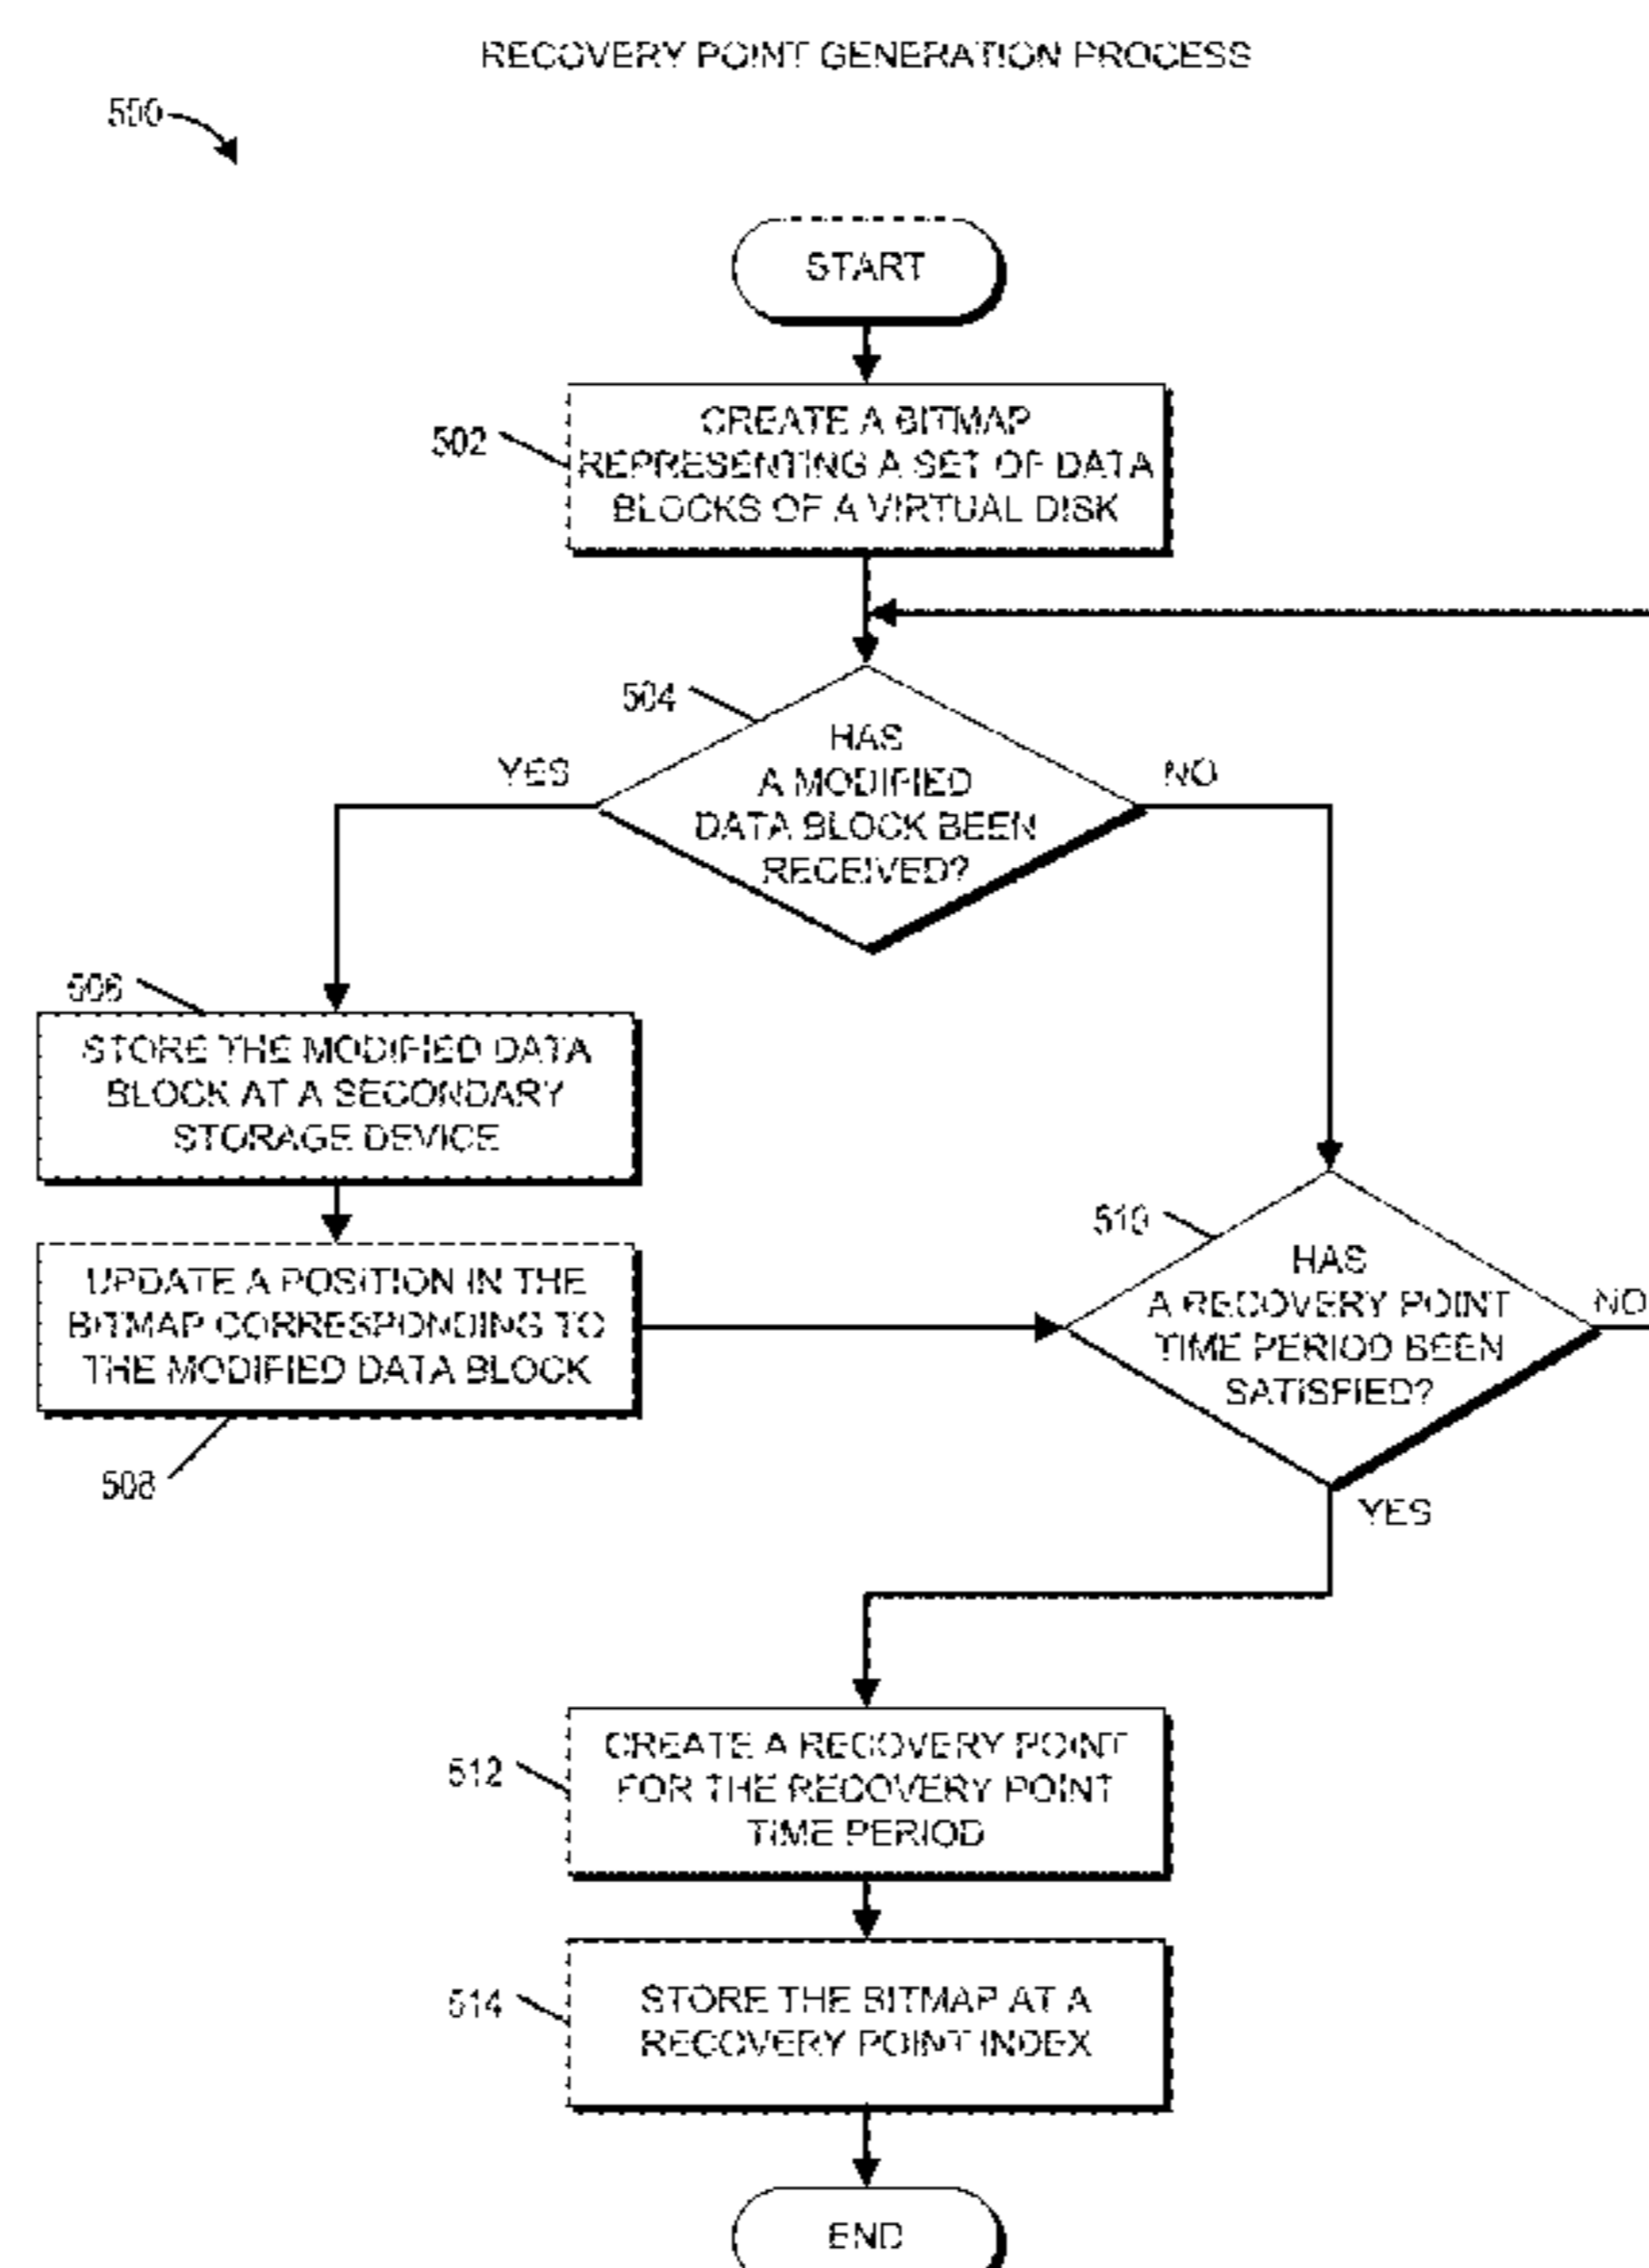 RECOVERY POINT GENERATION PROCESS
500
START
502
CREATE A BITMAP
REPRESENTING A SET OF DATA
BLOCKS OF A VIRTUAL DISK
504
YES
HAS
A MODIFIED
DATA BLOCK BEEN
RECEIVED?
NO
506
STORE THE MODIFIED DATA
BLOCK AT A SECONDARY
STORAGE DEVICE
UPDATE A POSITION IN THE
BITMAP CORRESPONDING TO
THE MODIFIED DATA BLOCK
508
510
HAS
A RECOVERY POINT
TIME PERIOD BEEN
SATISFIED?
NO
YES
512
CREATE A RECOVERY POINT
FOR THE RECOVERY POINT
TIME PERIOD
514
STORE THE BITMAP AT A
RECOVERY POINT INDEX
END